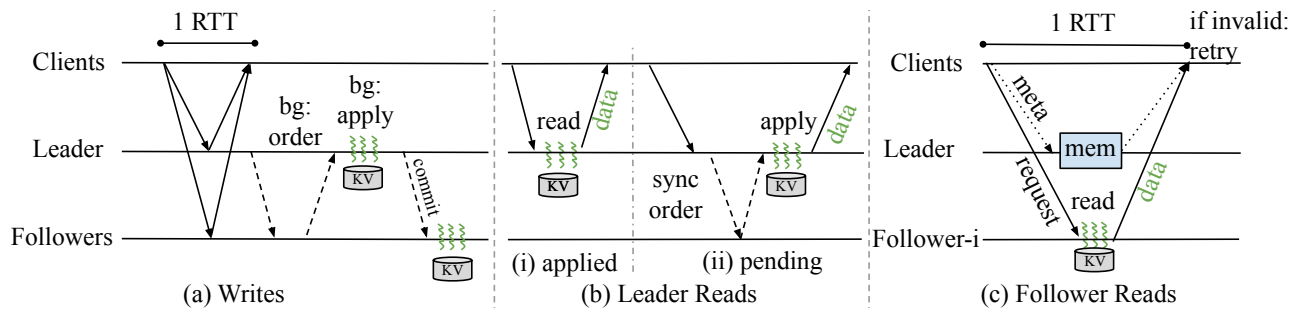 1 RTT
Clients
bg:
order
bg:
apply
Leader
KV
commit
Followers
KV
(a) Writes
read
data
KV
apply
data
KV
sync
order
(i) applied
(ii) pending
(b) Leader Reads
1 RTT
if invalid:
retry
meta
mem
request
data
read
Follower-i
KV
(c) Follower Reads